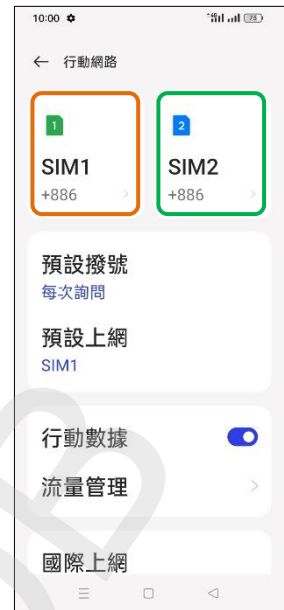 10:00
73
← 行動網路
1
2
SIM1
SIM2
+886
+886
預設撥號
每次詢問
預設上網
SIM1
行動數據
流量管理
國際上網